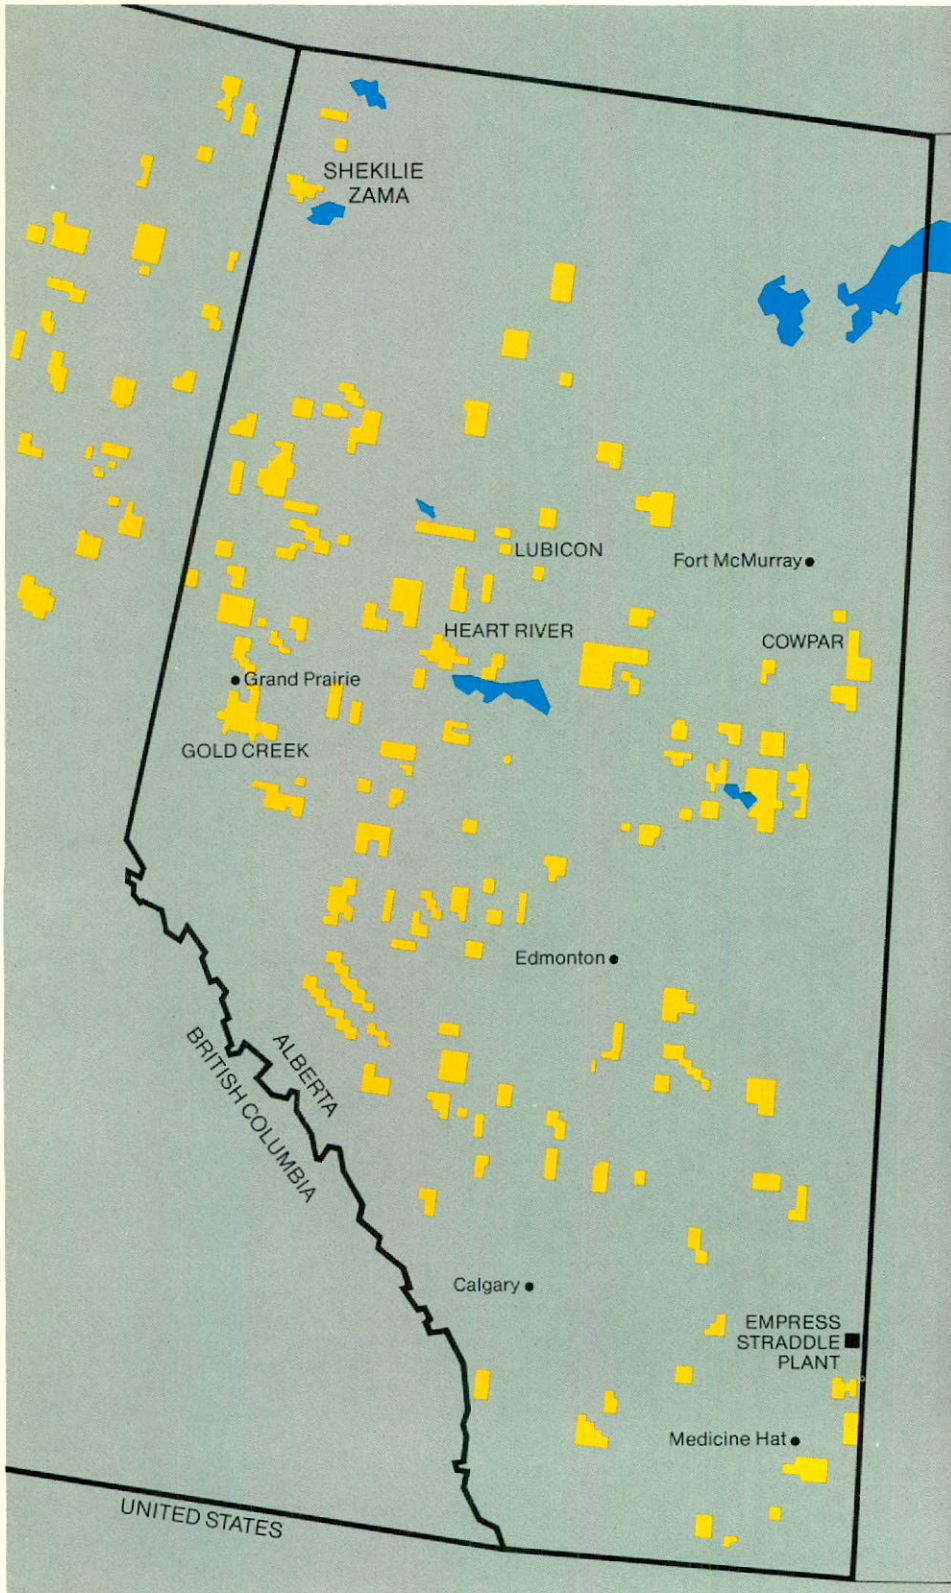 SHEKILIE
ZAMA
LUBICON
Fort McMurray
HEART RIVER
COWPAR
Grand Prairie
GOLD CREEK
Edmonton
ALBERTA
BRITISH COLUMBIA
Calgary
EMPRESS
STRADDLE
PLANT
Medicine Hat
UNITED STATES